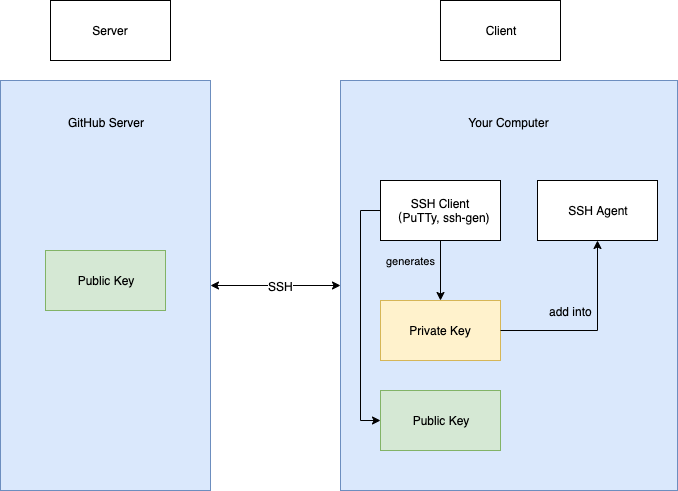 Server
Client
GitHub Server
Your Computer
SSH Client
(PuTTy, ssh-gen)
SSH Agent
generates
Public Key
SSH
add into
Private Key
Public Key